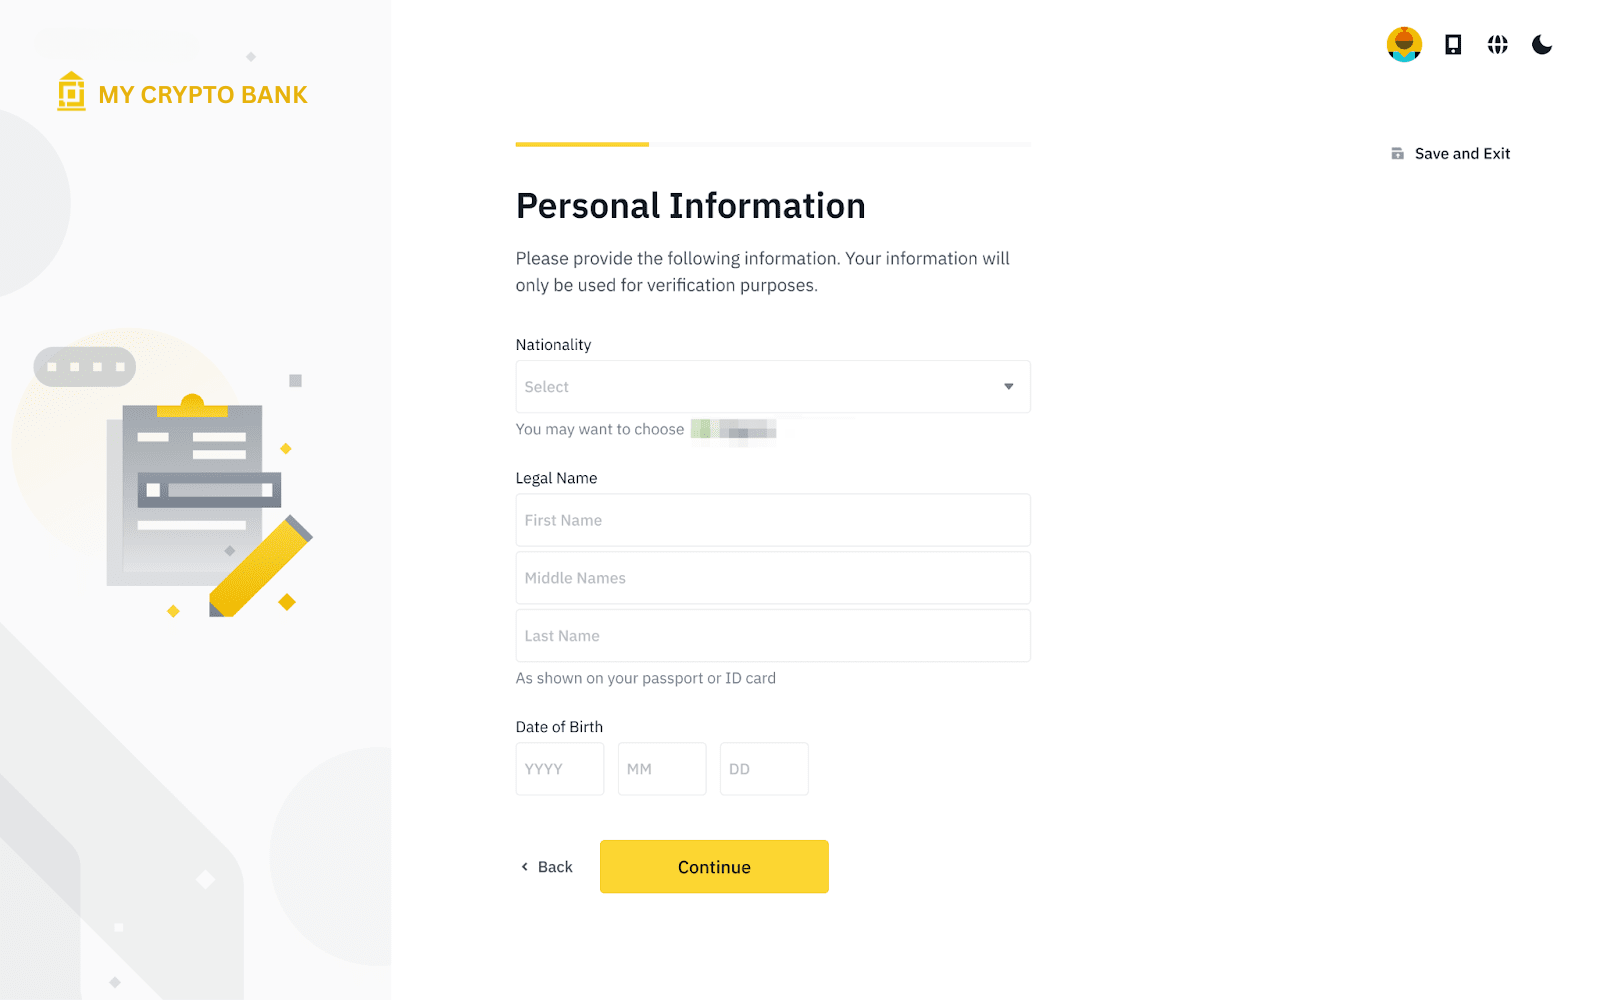 MY CRYPTO BANK
Save and Exit
Personal Information
Please provide the following information. Your information will
only be used for verification purposes.
Nationality
Select
You may want to choose
Legal Name
First Name
Middle Names
Last Name
As shown on your passport or ID card
Date of Birth
YYYY MM DD
Back Continue